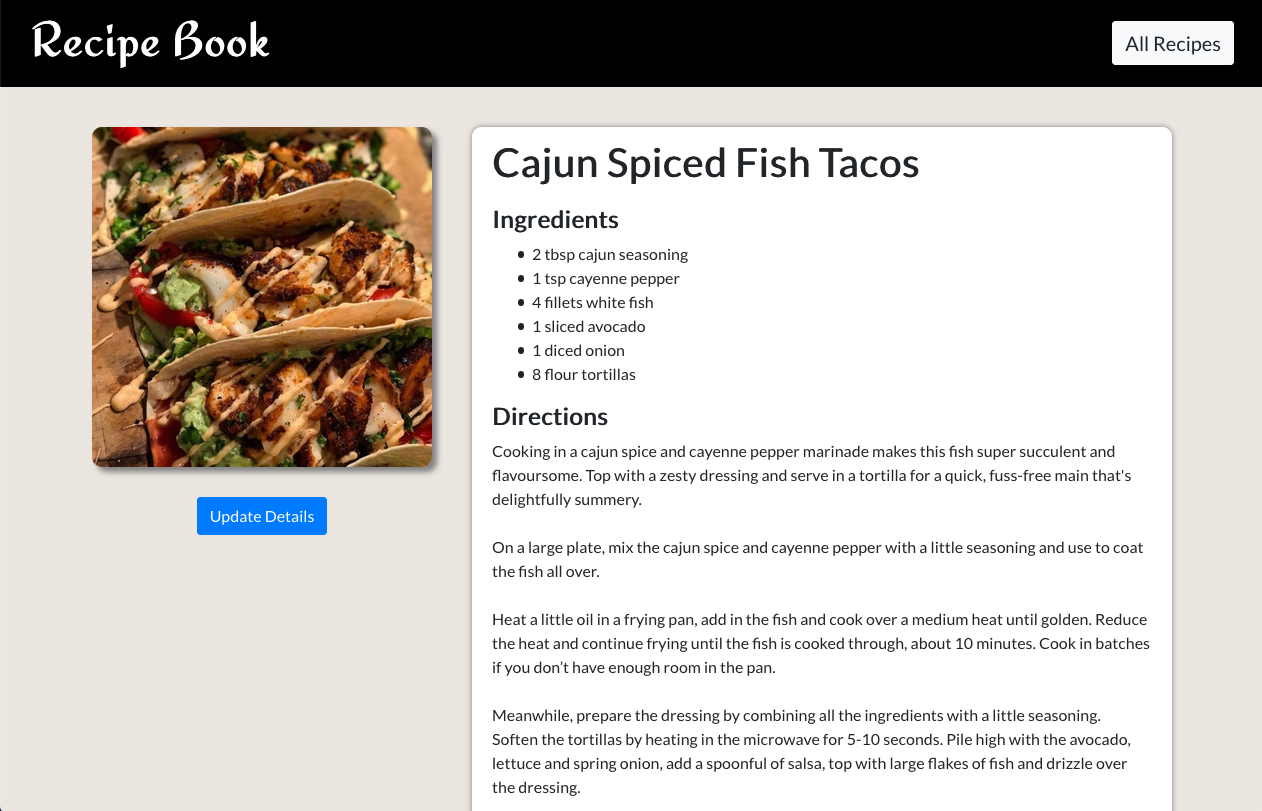 Recipe Book
All Recipes
Cajun Spiced Fish Tacos
Ingredients
• 2 tbsp cajun seasoning
• 1 tsp cayenne pepper
• 4 fillets white fish
• 1 sliced avocado
• 1 diced onion
• 8 flour tortillas
Directions
Cooking in a cajun spice and cayenne pepper marinade makes this fish super succulent and
flavoursome. Top with a zesty dressing and serve in a tortilla for a quick, fuss-free main that's
delightfully summery.
On a large plate, mix the cajun spice and cayenne pepper with a little seasoning and use to coat
the fish all over.
Heat a little oil in a frying pan, add in the fish and cook over a medium heat until golden. Reduce
the heat and continue frying until the fish is cooked through, about 10 minutes. Cook in batches
if you don’t have enough room in the pan.
Meanwhile, prepare the dressing by combining all the ingredients with a little seasoning.
Soften the tortillas by heating in the microwave for 5-10 seconds. Pile high with the avocado,
lettuce and spring onion, add a spoonful of salsa, top with large flakes of fish and drizzle over
the dressing.
Update Details